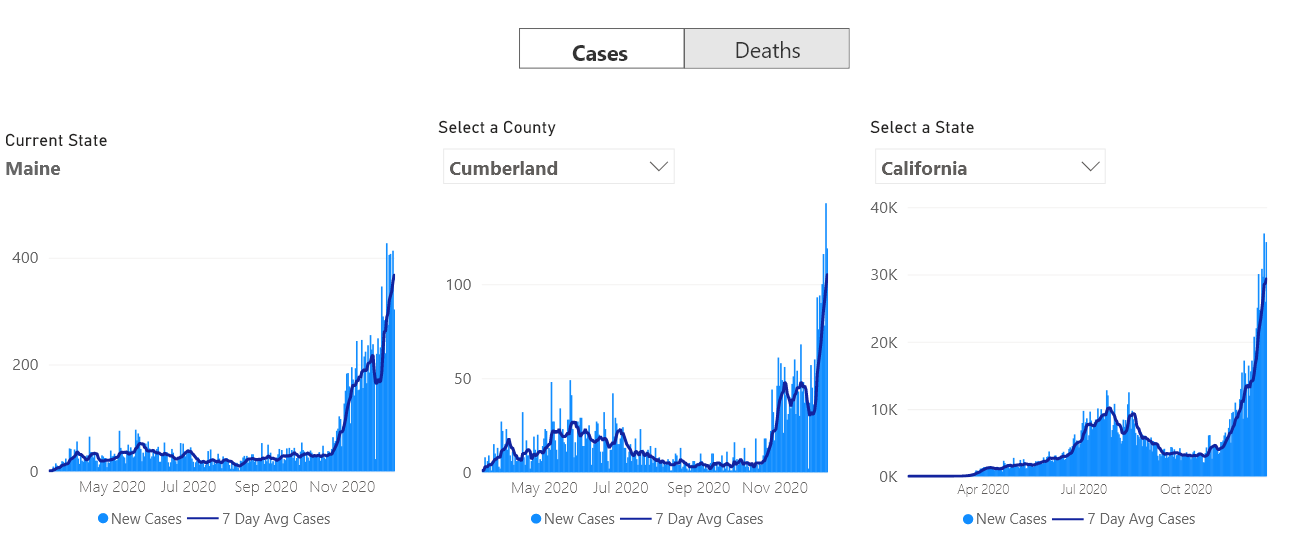 Cases
Deaths
Current State
Maine
400
200
0
May 2020 Jul 2020 Sep 2020 Nov 2020
New Cases 7 Day Avg Cases
Select a County
Cumberland
100
50
0
May 2020 Jul 2020 Sep 2020 Nov 2020
New Cases 7 Day Avg Cases
Select a State
California
40K
30K
20K
10K
0K
Apr 2020 Jul 2020 Oct 2020
New Cases 7 Day Avg Cases